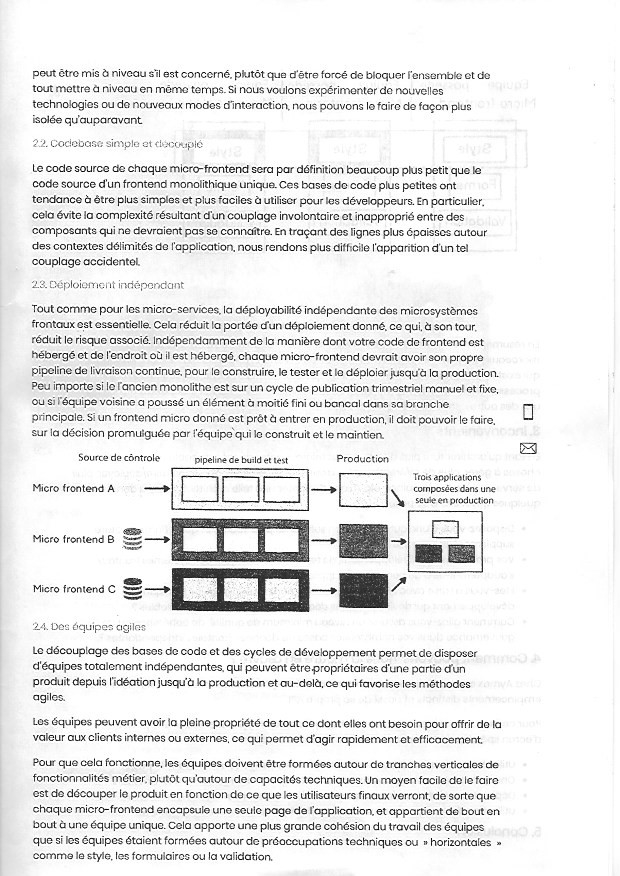 peut être mis à niveau s'il est concerné, plutôt que d'être forcé de bloquer l'ensemble et de
tout mettre à niveau en même temps. Si nous voulons expérimenter de nouvelles
technologies ou de nouveaux modes d'interaction, nous pouvons le faire de façon plus
isolée qu'auparavant.
2.2. Codebase simple et découplé
Le code source de chaque micro-frontend sera par définition beaucoup plus petit que le
code source d'un frontend monolithique unique. Ces bases de code plus petites ont
tendance à être plus simples et plus faciles à utiliser pour les développeurs. En particulier,
cela évite la complexité résultant d'un couplage involontaire et inapproprié entre des
composants qui ne devraient pas se connaître. En traçant des lignes plus épaisses autour
des contextes délimités de l'application, nous rendons plus difficile l'apparition d'un tel
couplage accidentel.
2.3. Déploiement indépendant
Tout comme pour les micro-services, la déployabilité indépendante des microsystèmes
frontaux est essentielle. Cela réduit la portée d'un déploiement donné, ce qui, à son tour,
réduit le risque associé. Indépendamment de la manière dont votre code de frontend est
hébergé et de l'endroit où il est hébergé, chaque micro-frontend devrait avoir son propre
pipeline de livraison continue, pour le construire, le tester et le déployer jusqu'à la production.
Peu importe si le l'ancien monolithe est sur un cycle de publication trimestriel manuel et fixe,
ou si l'équipe voisine a poussé un élément à moitié fini ou bancal dans sa branche
principale. Si un frontend micro donné est prêt à entrer en production, il doit pouvoir le faire,
sur la décision promulguée par l'équipe qui le construit et le maintien.
Source de côntrole pipeline de build et test Production
Trois applications
composées dans une
seule en production
Micro frontend A
Micro frontend B
Micro frontend C
2.4. Des équipes agiles
Le découplage des bases de code et des cycles de développement permet de disposer
d'équipes totalement indépendantes, qui peuvent être propriétaires d'une partie d'un
produit depuis l'idéation jusqu'à la production et au-delà, ce qui favorise les méthodes
agiles.
Les équipes peuvent avoir la pleine propriété de tout ce dont elles ont besoin pour offrir de la
valeur aux clients internes ou externes, ce qui permet d'agir rapidement et efficacement.
Pour que cela fonctionne, les équipes doivent être formées autour de tranches verticales de
fonctionnalités métier, plutôt qu'autour de capacités techniques. Un moyen facile de le faire
est de découper le produit en fonction de ce que les utilisateurs finaux verront, de sorte que
chaque micro-frontend encapsule une seule page de l'application, et appartient de bout en
bout à une équipe unique. Cela apporte une plus grande cohésion du travail des équipes
que si les équipes étaient formées autour de préoccupations techniques ou » horizontales »
comme le style, les formulaires ou la validation.